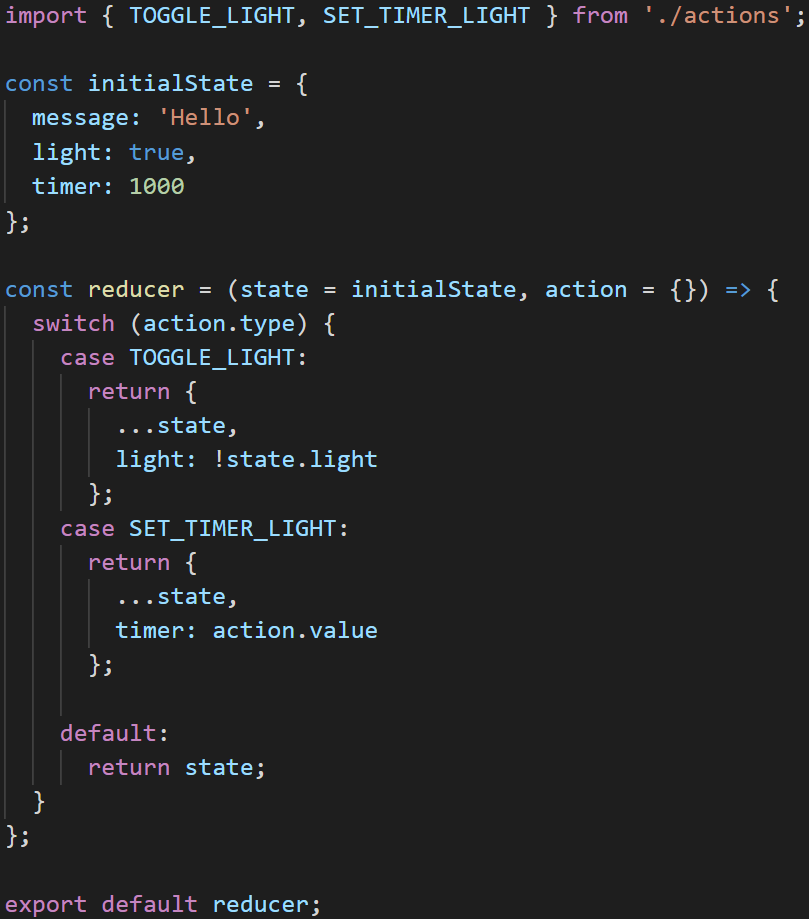 import { TOGGLE_LIGHT, SET_TIMER_LIGHT } from './actions';

const initialState = {
  message: 'Hello',
  light: true,
  timer: 1000
};

const reducer = (state = initialState, action = {}) => {
  switch (action.type) {
    case TOGGLE_LIGHT:
      return {
        ...state,
        light: !state.light
      };
    case SET_TIMER_LIGHT:
      return {
        ...state,
        timer: action.value
      };

    default:
      return state;
  }
};

export default reducer;